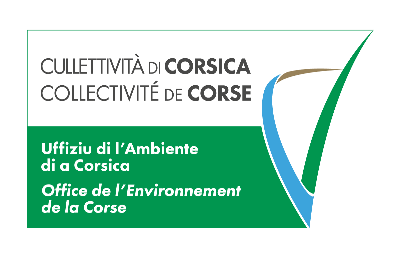 CULLETTIVITÀ DI CORSICA
COLLECTIVITÉ DE CORSE
Uffiziu di l'Ambiente
di a Corsica
Office de l'Environnement
de la Corse